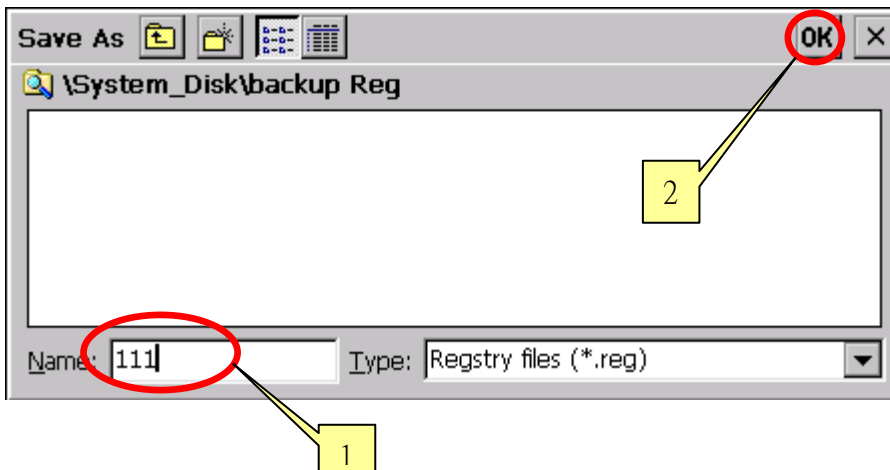 Save As OK
\System_Disk\backup Reg
2
Name: 111 Type: Regstry files (*.reg)
1